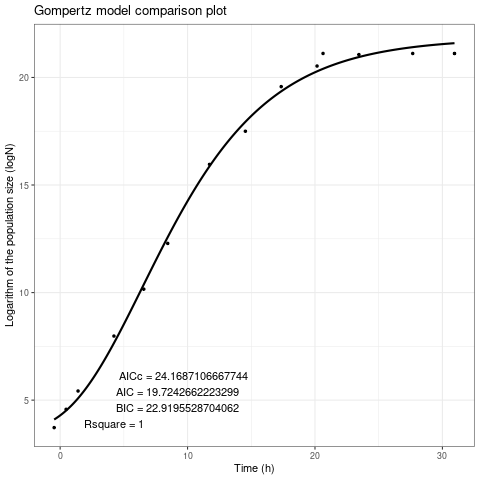 Gompertz model comparison plot
Logarithm of the population size (logN)
20
15
10
5
AICc = 24.1687106667744
AIC = 19.7242662223299
BIC = 22.9195528704062
Rsquare = 1
0 10 20 30
Time (h)